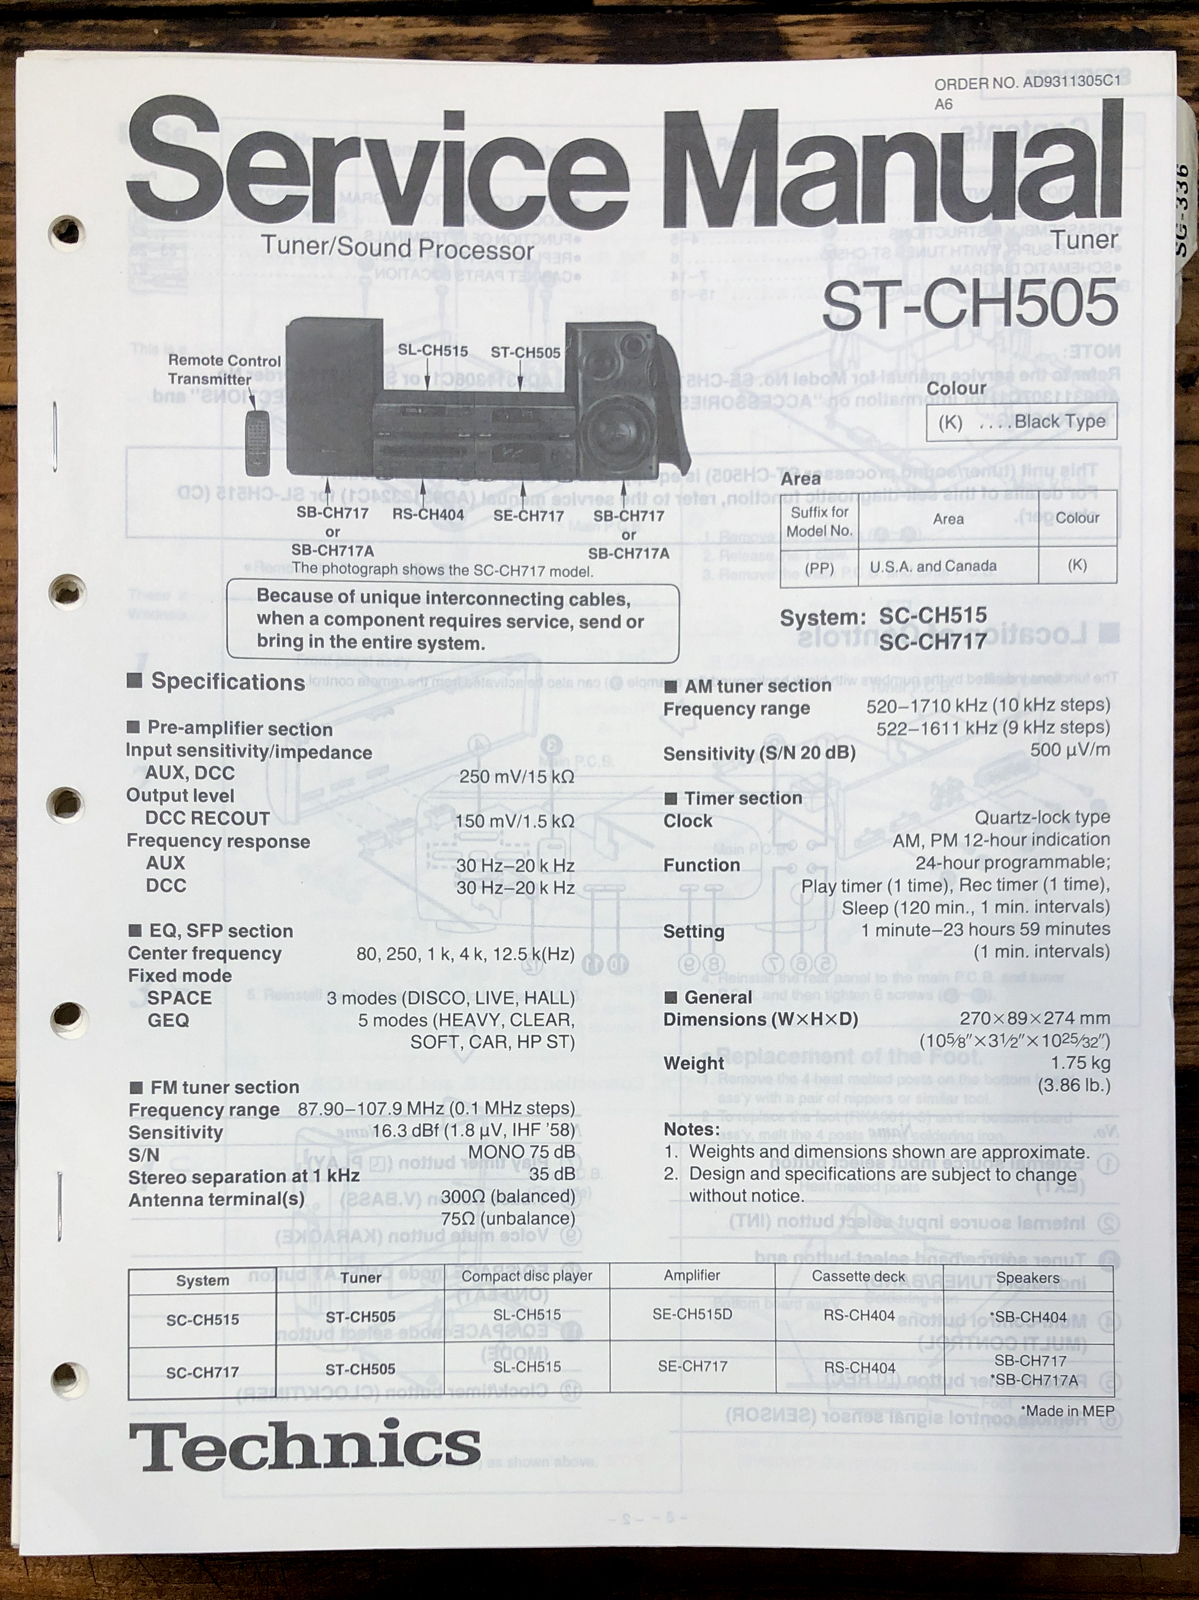 ORDER NO. AD9311305C1
A6
Service Manual
Tuner/Sound Processor
Tuner
ST-CH505
SG-336
Remote Control
Transmitter
SL-CH515
ST-CH505
SB-CH717
or
SB-CH717A
RS-CH404
SE-CH717
SB-CH717
or
SB-CH717A
The photograph shows the SC-CH717 model.
Because of unique interconnecting cables,
when a component requires service, send or
bring in the entire system.
Colour
(K) ....Black Type
Area
Suffix for Model No. Area Colour
(PP) U.S.A. and Canada (K)
System: SC-CH515
SC-CH717
■ Specifications
■ Pre-amplifier section
Input sensitivity/impedance
AUX, DCC 250 mV/15 kΩ
Output level
DCC RECOUT 150 mV/1.5 kΩ
Frequency response
AUX 30 Hz–20 k Hz
DCC 30 Hz–20 k Hz
■ EQ, SFP section
Center frequency 80, 250, 1 k, 4 k, 12.5 k(Hz)
Fixed mode
SPACE 3 modes (DISCO, LIVE, HALL)
GEQ 5 modes (HEAVY, CLEAR,
SOFT, CAR, HP ST)
■ FM tuner section
Frequency range 87.90–107.9 MHz (0.1 MHz steps)
Sensitivity 16.3 dBf (1.8 μV, IHF '58)
S/N MONO 75 dB
Stereo separation at 1 kHz 35 dB
Antenna terminal(s) 300Ω (balanced)
75Ω (unbalance)
■ AM tuner section
Frequency range 520–1710 kHz (10 kHz steps)
522–1611 kHz (9 kHz steps)
Sensitivity (S/N 20 dB) 500 μV/m
■ Timer section
Clock Quartz-lock type
AM, PM 12-hour indication
Function 24-hour programmable;
Play timer (1 time), Rec timer (1 time),
Sleep (120 min., 1 min. intervals)
Setting 1 minute–23 hours 59 minutes
(1 min. intervals)
■ General
Dimensions (W×H×D) 270×89×274 mm
(10 5/8"×3 1/2"×10 25/32")
Weight 1.75 kg
(3.86 lb.)
Notes:
1. Weights and dimensions shown are approximate.
2. Design and specifications are subject to change
without notice.
System Tuner Compact disc player Amplifier Cassette deck Speakers
SC-CH515 ST-CH505 SL-CH515 SE-CH515D RS-CH404 *SB-CH404
SC-CH717 ST-CH505 SL-CH515 SE-CH717 RS-CH404 SB-CH717
*SB-CH717A
*Made in MEP
Technics